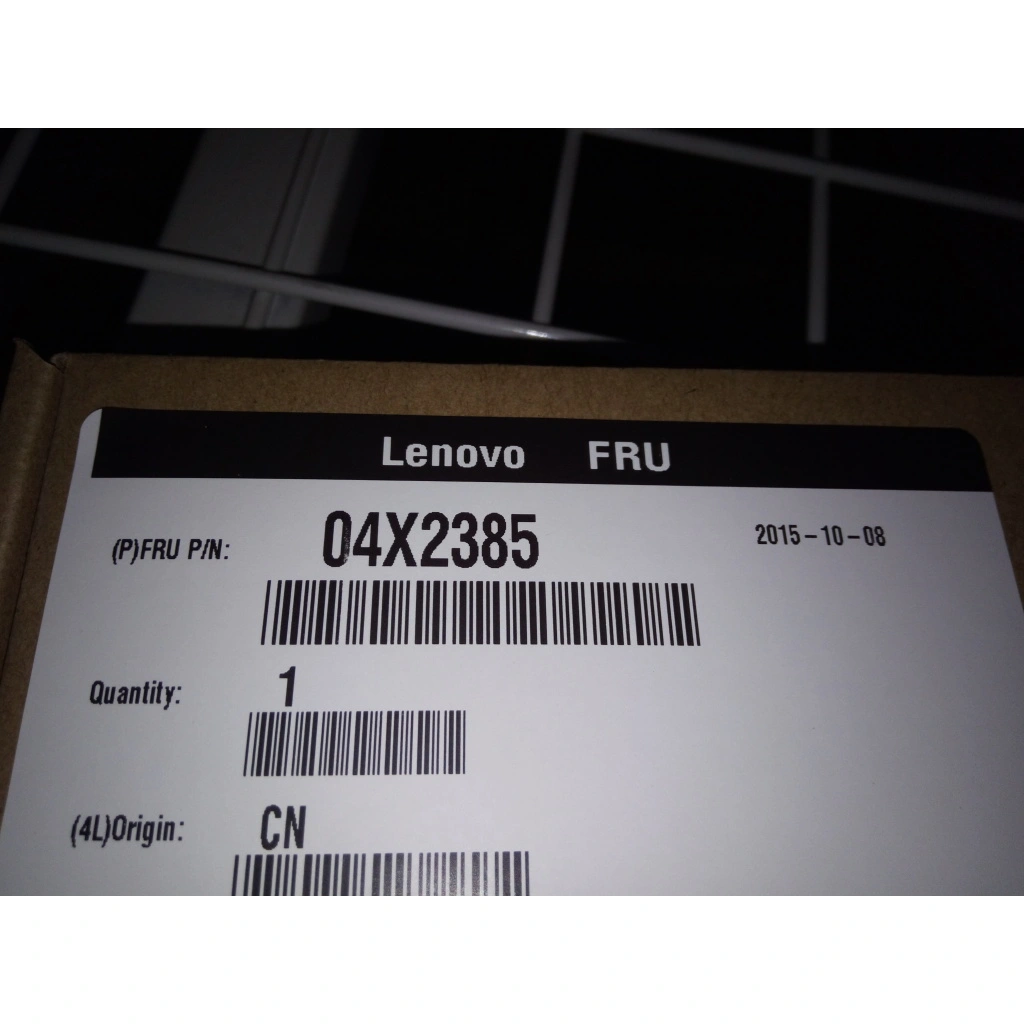 Lenovo FRU
(P)FRU P/N: 04X2385 2015-10-08
Quantity: 1
(4L)Origin: CN